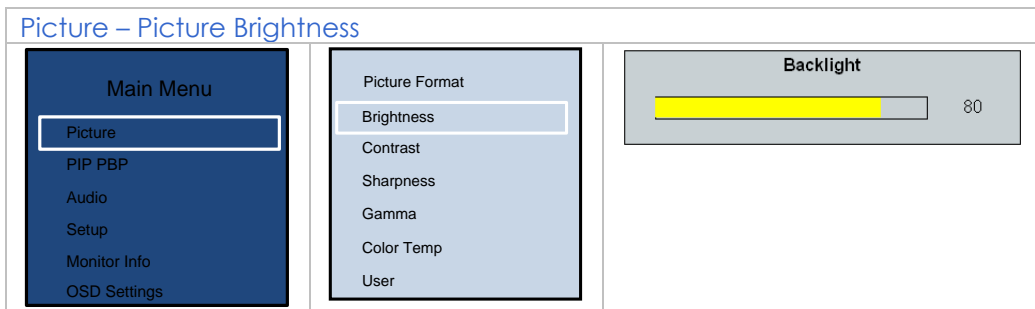 Picture – Picture Brightness
Main Menu
Picture
PIP PBP
Audio
Setup
Monitor Info
OSD Settings
Picture Format
Brightness
Contrast
Sharpness
Gamma
Color Temp
User
Backlight
80